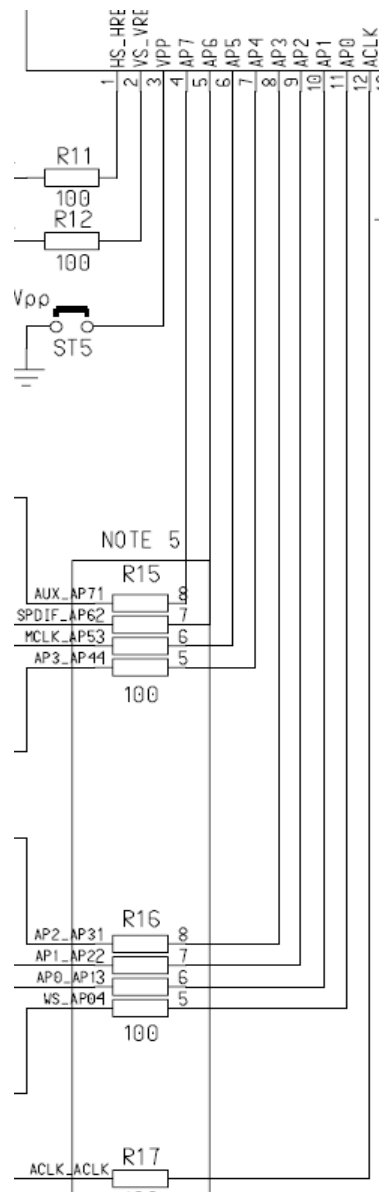 HS_HRE
VS_VRE
VPP
AP7
AP6
AP5
AP4
AP3
AP2
AP1
AP0
ACLK
1
2
3
4
5
6
7
8
9
10
11
12
R11
100
R12
100
Vpp
ST5
NOTE 5
R15
AUX_AP71 8
SPDIF_AP62 7
MCLK_AP53 6
AP3_AP44 5
100
R16
AP2_AP31 8
AP1_AP22 7
AP0_AP13 6
WS_AP04 5
100
R17
ACLK_ACLK